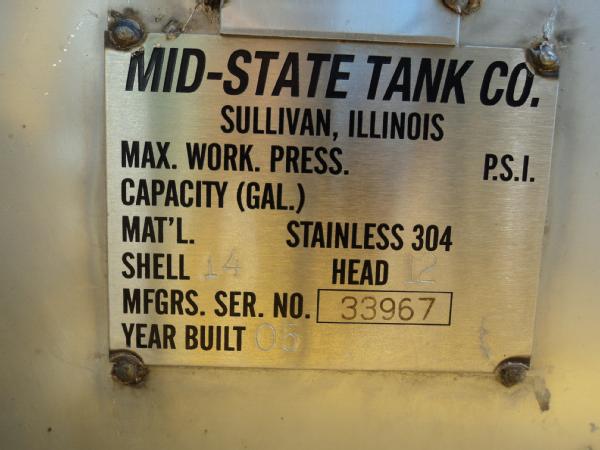 MID-STATE TANK CO.
SULLIVAN, ILLINOIS
MAX. WORK. PRESS. P.S.I.
CAPACITY (GAL.)
MAT'L. STAINLESS 304
SHELL 14 HEAD 12
MFGRS. SER. NO. 33967
YEAR BUILT 05